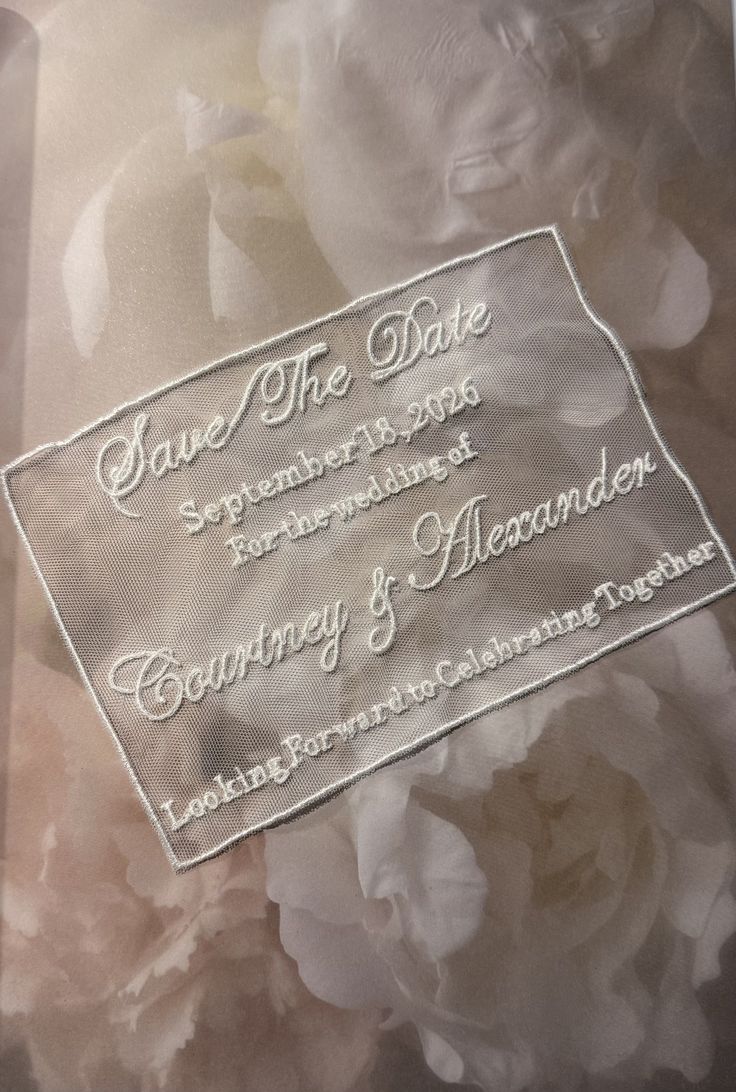 Save The Date
September 18, 2026
For the wedding of
Courtney & Alexander
Looking Forward to Celebrating Together